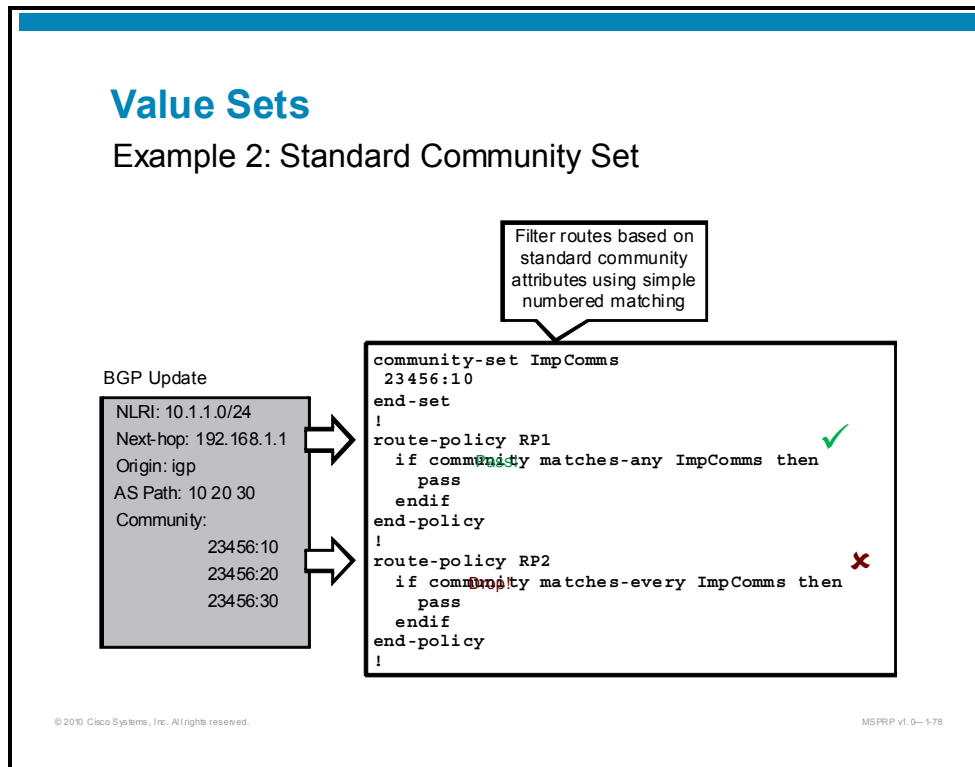 Value Sets
Example 2: Standard Community Set
Filter routes based on
standard community
attributes using simple
numbered matching
BGP Update
NLRI: 10.1.1.0/24
Next-hop: 192.168.1.1
Origin: igp
AS Path: 10 20 30
Community:
23456:10
23456:20
23456:30
community-set ImpComms
23456:10
end-set
!
route-policy RP1
if community matches-any ImpComms then
Pass!
pass
endif
end-policy
!
route-policy RP2
if community matches-every ImpComms then
Drop!
pass
endif
end-policy
!
© 2010 Cisco Systems, Inc. All rights reserved.
MSPRP v1.0—1-78